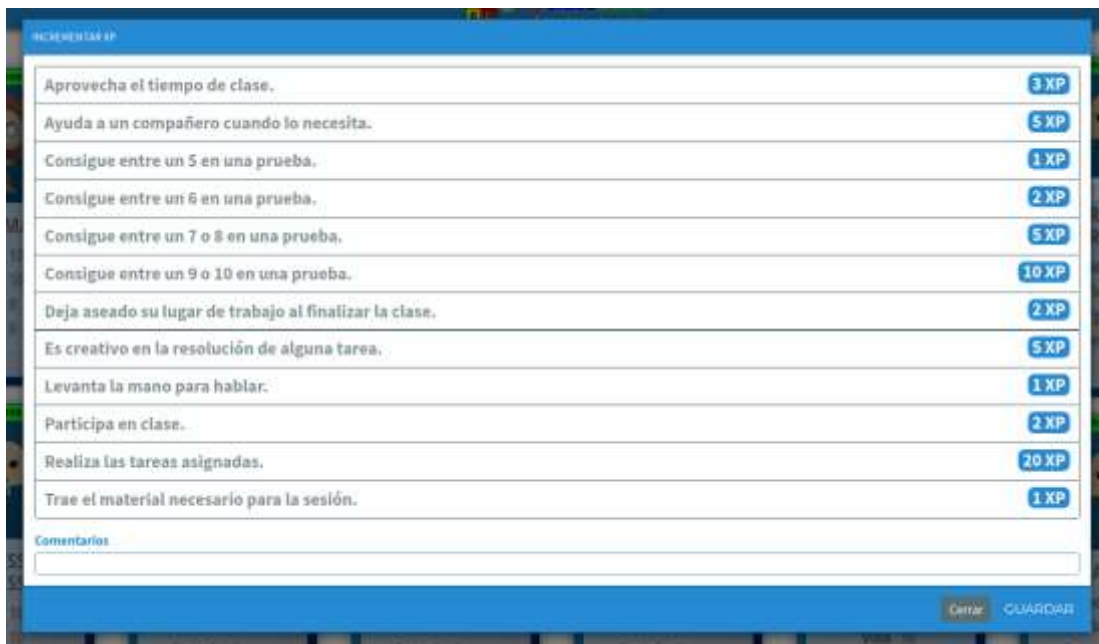 INCREMENTAR XP
Aprovecha el tiempo de clase. 3 XP
Ayuda a un compañero cuando lo necesita. 5 XP
Consigue entre un 5 en una prueba. 1 XP
Consigue entre un 6 en una prueba. 2 XP
Consigue entre un 7 o 8 en una prueba. 5 XP
Consigue entre un 9 o 10 en una prueba. 10 XP
Deja aseado su lugar de trabajo al finalizar la clase. 2 XP
Es creativo en la resolución de alguna tarea. 5 XP
Levanta la mano para hablar. 1 XP
Participa en clase. 2 XP
Realiza las tareas asignadas. 20 XP
Trae el material necesario para la sesión. 1 XP
Comentarios
Cerrar GUARDAR